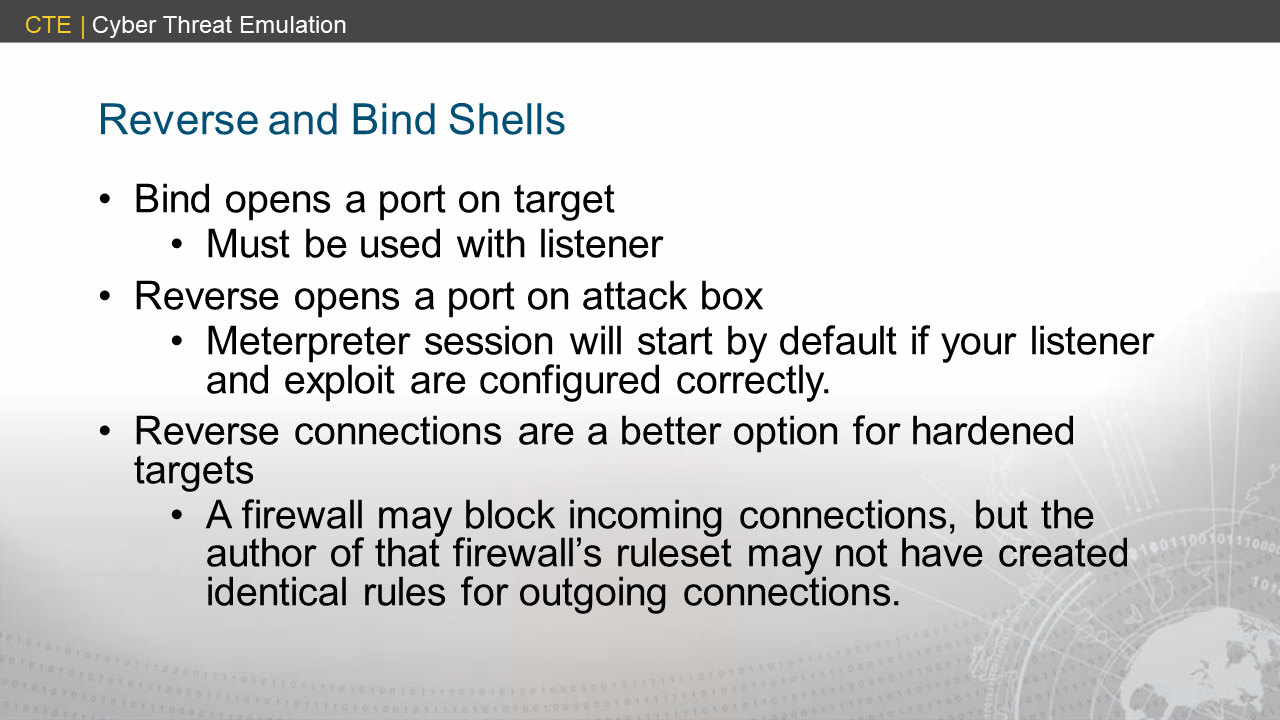 CTE | Cyber Threat Emulation
Reverse and Bind Shells
• Bind opens a port on target
• Must be used with listener
• Reverse opens a port on attack box
• Meterpreter session will start by default if your listener
and exploit are configured correctly.
• Reverse connections are a better option for hardened
targets
• A firewall may block incoming connections, but the
author of that firewall’s ruleset may not have created
identical rules for outgoing connections.